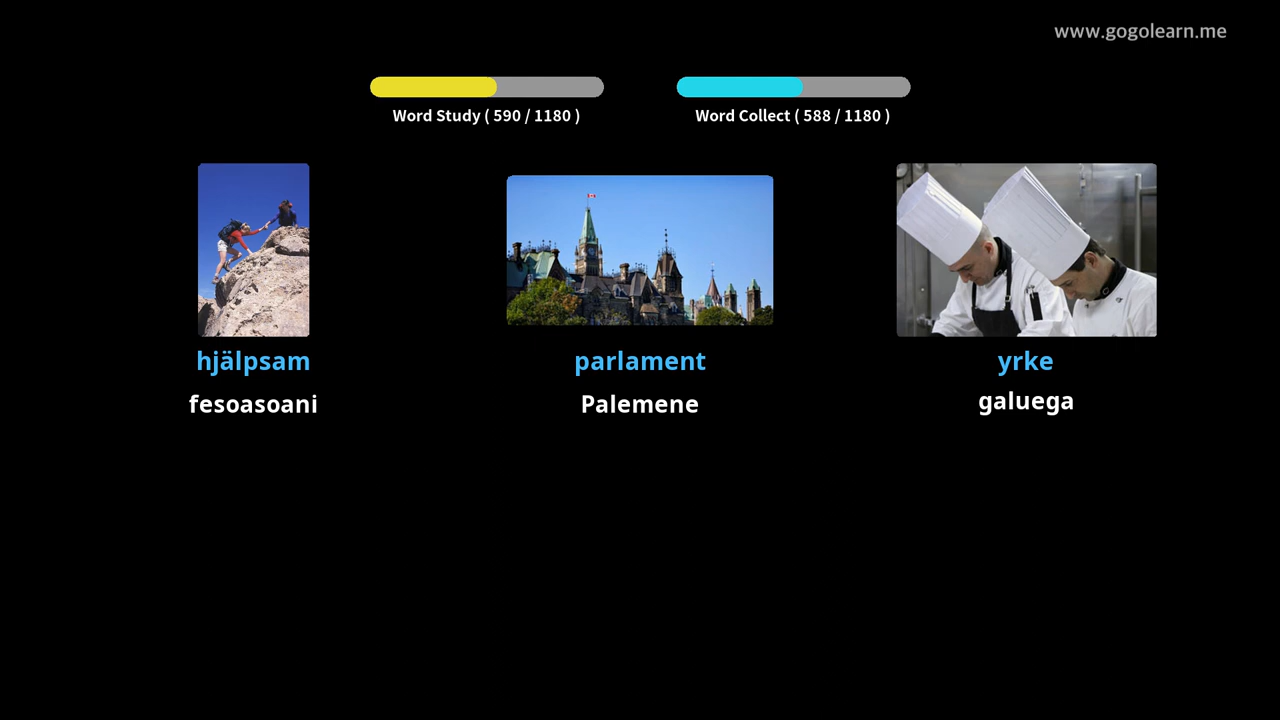 www.gogolearn.me
Word Study ( 590 / 1180 )
Word Collect ( 588 / 1180 )
hjälpsam
parlament
yrke
fesoasoani
Palemene
galuega